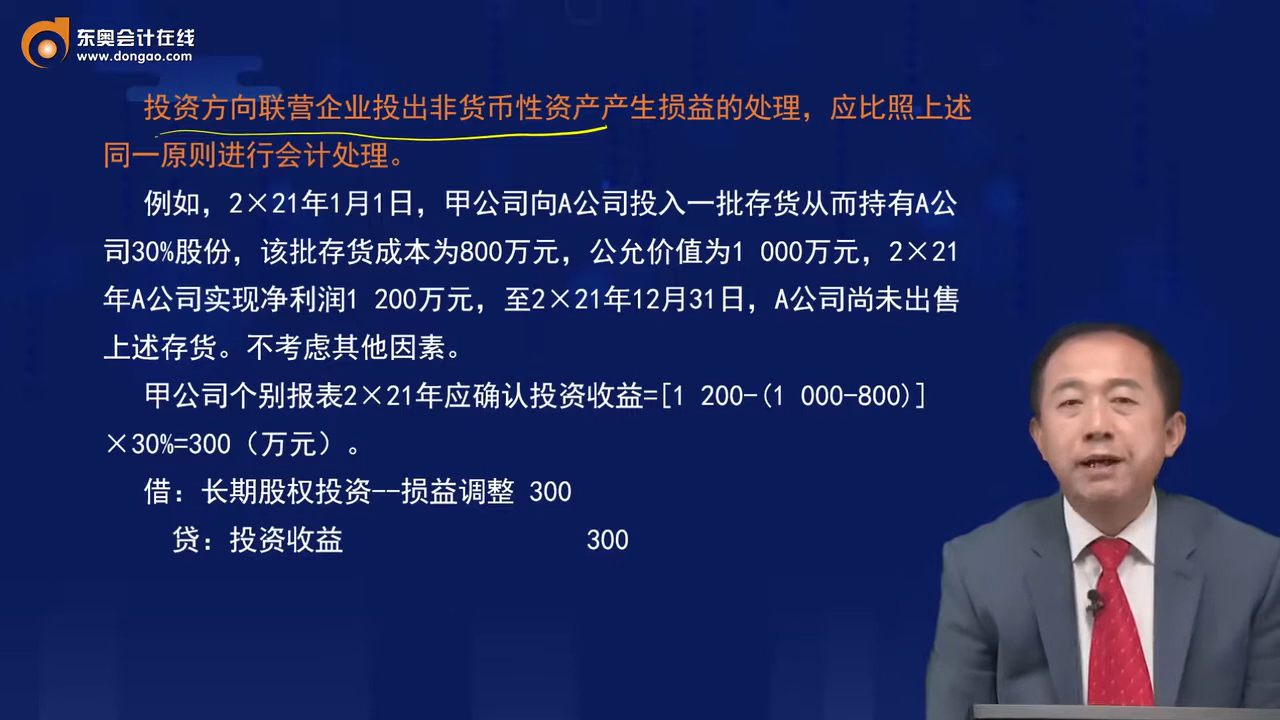 东奥会计在线
www.dongao.com
投资方向联营企业投出非货币性资产产生损益的处理，应比照上述
同一原则进行会计处理。
例如，2×21年1月1日，甲公司向A公司投入一批存货从而持有A公
司30%股份，该批存货成本为800万元，公允价值为1 000万元，2×21
年A公司实现净利润1 200万元，至2×21年12月31日，A公司尚未出售
上述存货。不考虑其他因素。
甲公司个别报表2×21年应确认投资收益=[1 200-(1 000-800)]
×30%=300（万元）。
借：长期股权投资--损益调整 300
贷：投资收益 300